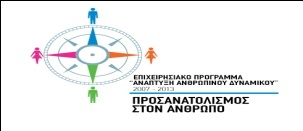 ΕΠΙΧΕΙΡΗΣΙΑΚΟ ΠΡΟΓΡΑΜΜΑ
"ΑΝΑΠΤΥΞΗ ΑΝΘΡΩΠΙΝΟΥ ΔΥΝΑΜΙΚΟΥ"
2007 - 2013
ΠΡΟΣΑΝΑΤΟΛΙΣΜΟΣ
ΣΤΟΝ ΑΝΘΡΩΠΟ